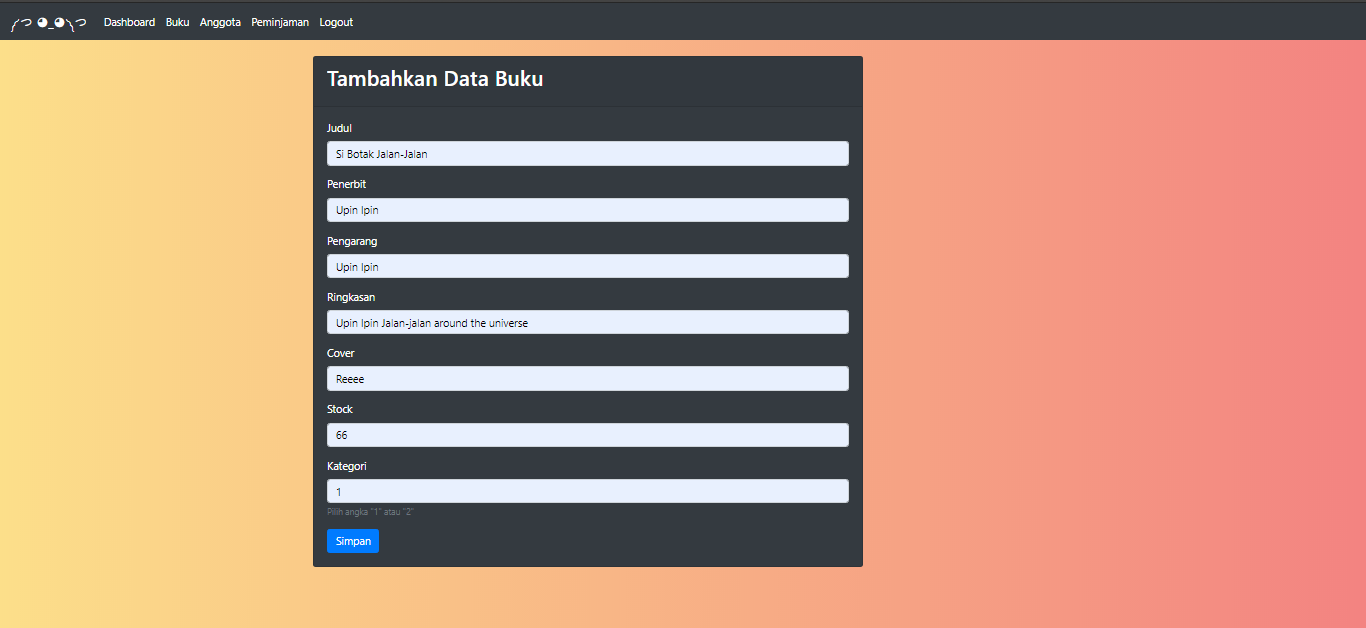 (╭つ ◕_◕)つ Dashboard Buku Anggota Peminjaman Logout
Tambahkan Data Buku
Judul
Si Botak Jalan-Jalan
Penerbit
Upin Ipin
Pengarang
Upin Ipin
Ringkasan
Upin Ipin Jalan-jalan around the universe
Cover
Reeee
Stock
66
Kategori
1
Pilih angka "1" atau "2"
Simpan